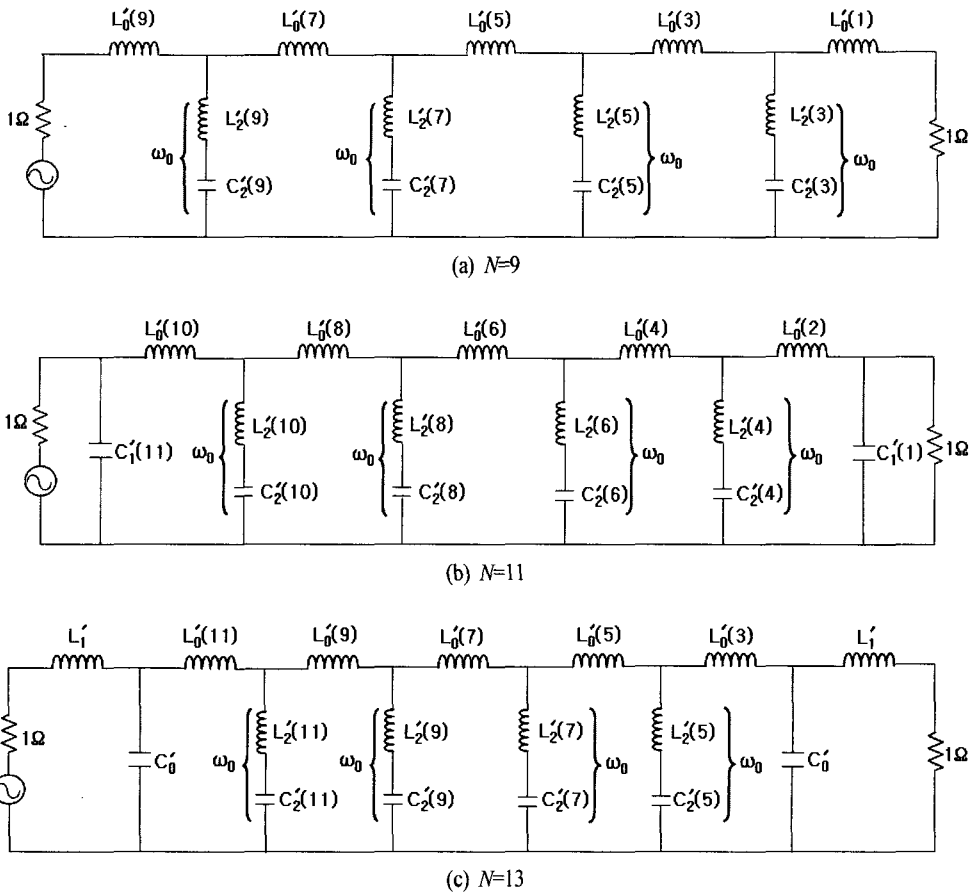 L₀′(9) L₀′(7) L₀′(5) L₀′(3) L₀′(1)
1Ω ω₀ L₂′(9) ω₀ L₂′(7) L₂′(5) ω₀ L₂′(3) ω₀ 1Ω
C₂′(9) C₂′(7) C₂′(5) C₂′(3)
(a) N=9
L₀′(10) L₀′(8) L₀′(6) L₀′(4) L₀′(2)
1Ω C₁′(11) ω₀ L₂′(10) ω₀ L₂′(8) L₂′(6) ω₀ L₂′(4) ω₀ C₁′(1) 1Ω
C₂′(10) C₂′(8) C₂′(6) C₂′(4)
(b) N=11
L₁′ L₀′(11) L₀′(9) L₀′(7) L₀′(5) L₀′(3) L₁′
1Ω C₀′ ω₀ L₂′(11) ω₀ L₂′(9) L₂′(7) ω₀ L₂′(5) ω₀ C₀′ 1Ω
C₂′(11) C₂′(9) C₂′(7) C₂′(5)
(c) N=13